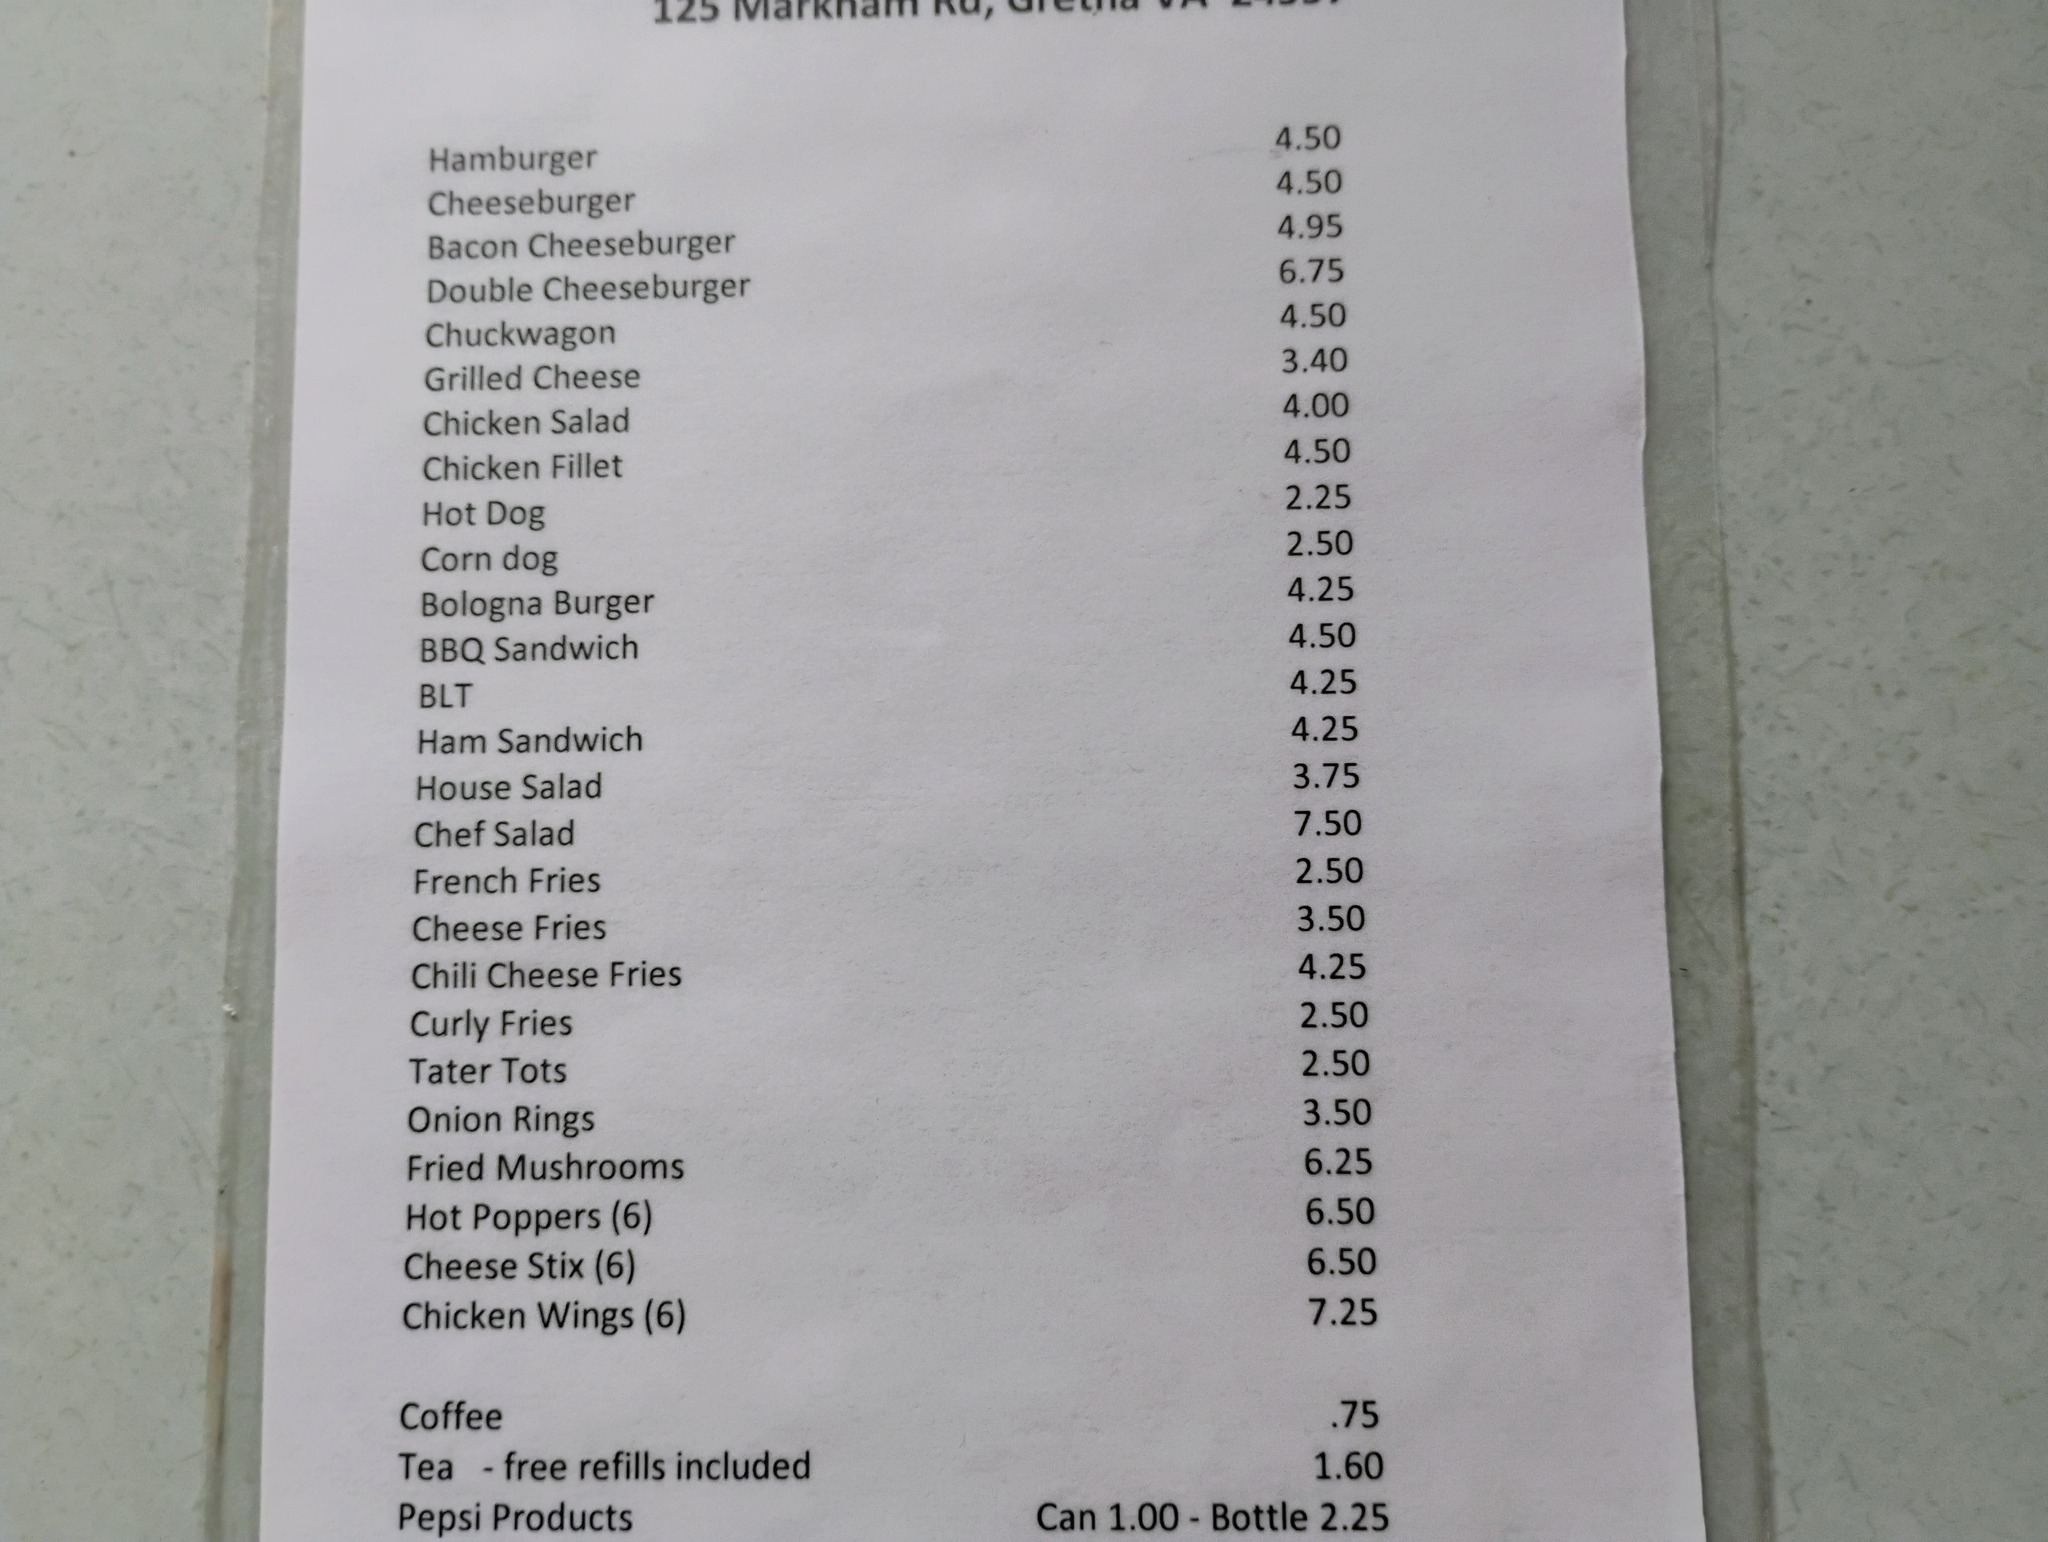 125 Markham Rd, Gretna VA 24557
Hamburger 4.50
Cheeseburger 4.50
Bacon Cheeseburger 4.95
Double Cheeseburger 6.75
Chuckwagon 4.50
Grilled Cheese 3.40
Chicken Salad 4.00
Chicken Fillet 4.50
Hot Dog 2.25
Corn dog 2.50
Bologna Burger 4.25
BBQ Sandwich 4.50
BLT 4.25
Ham Sandwich 4.25
House Salad 3.75
Chef Salad 7.50
French Fries 2.50
Cheese Fries 3.50
Chili Cheese Fries 4.25
Curly Fries 2.50
Tater Tots 2.50
Onion Rings 3.50
Fried Mushrooms 6.25
Hot Poppers (6) 6.50
Cheese Stix (6) 6.50
Chicken Wings (6) 7.25
Coffee .75
Tea - free refills included 1.60
Pepsi Products Can 1.00 - Bottle 2.25